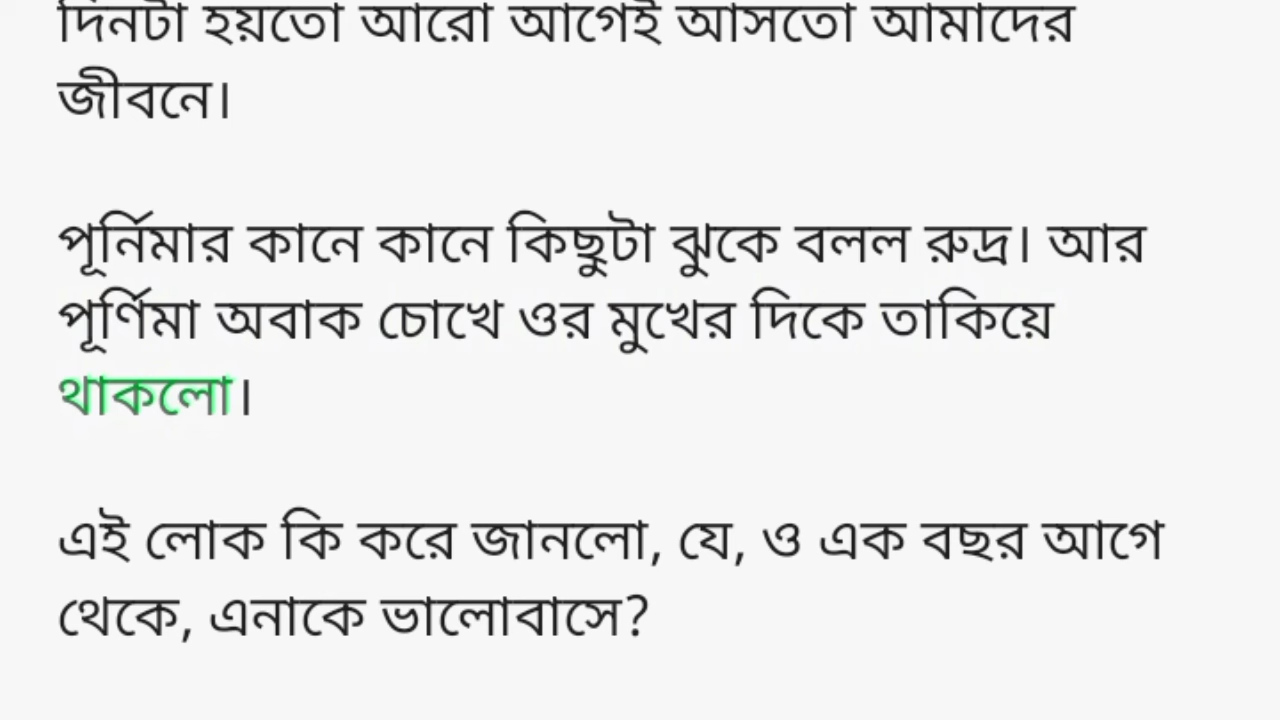 দিনটা হয়তো আরো আগেই আসতো আমাদের
জীবনে।
পূর্নিমার কানে কানে কিছুটা ঝুকে বলল রুদ্র। আর
পূর্ণিমা অবাক চোখে ওর মুখের দিকে তাকিয়ে
থাকলো।
এই লোক কি করে জানলো, যে, ও এক বছর আগে
থেকে, এনাকে ভালোবাসে?